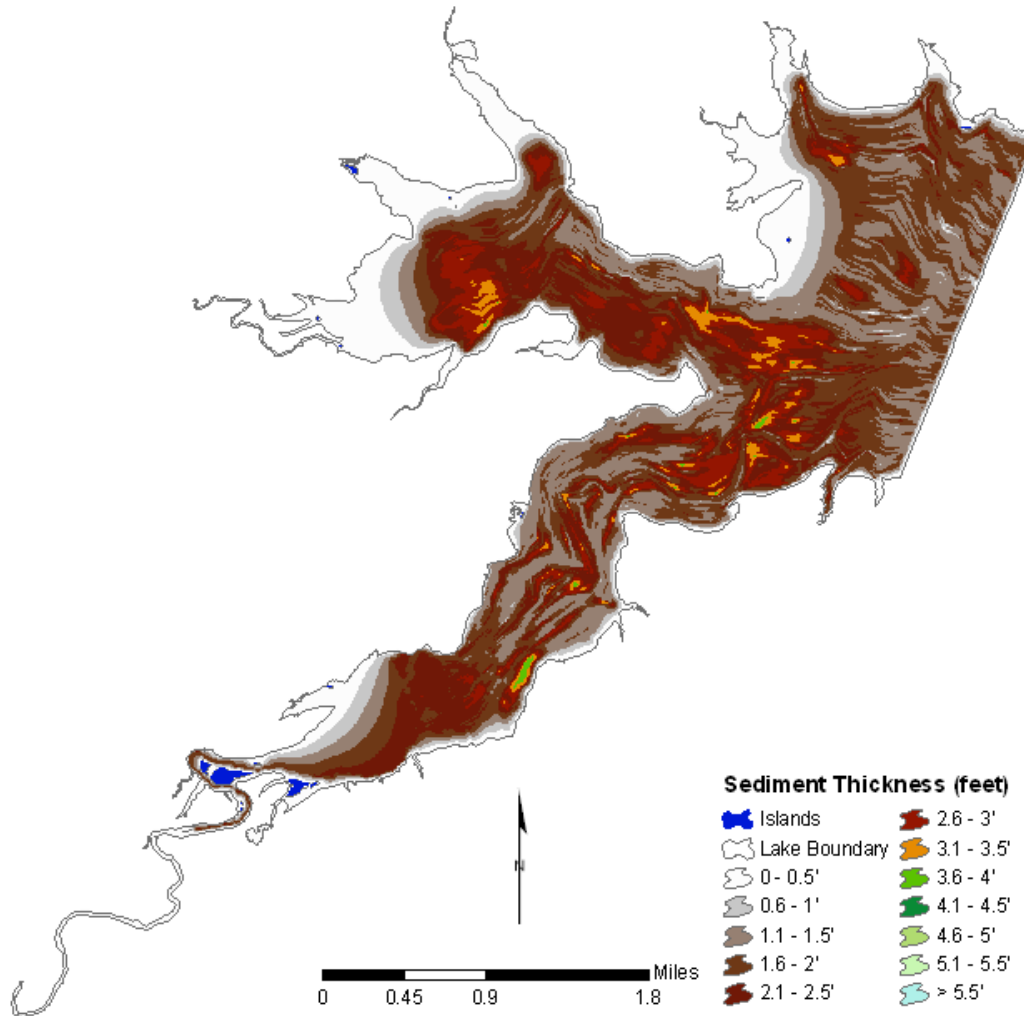 N
Sediment Thickness (feet)
Islands
Lake Boundary
0 - 0.5'
0.6 - 1'
1.1 - 1.5'
1.6 - 2'
2.1 - 2.5'
2.6 - 3'
3.1 - 3.5'
3.6 - 4'
4.1 - 4.5'
4.6 - 5'
5.1 - 5.5'
> 5.5'
Miles
0 0.45 0.9 1.8